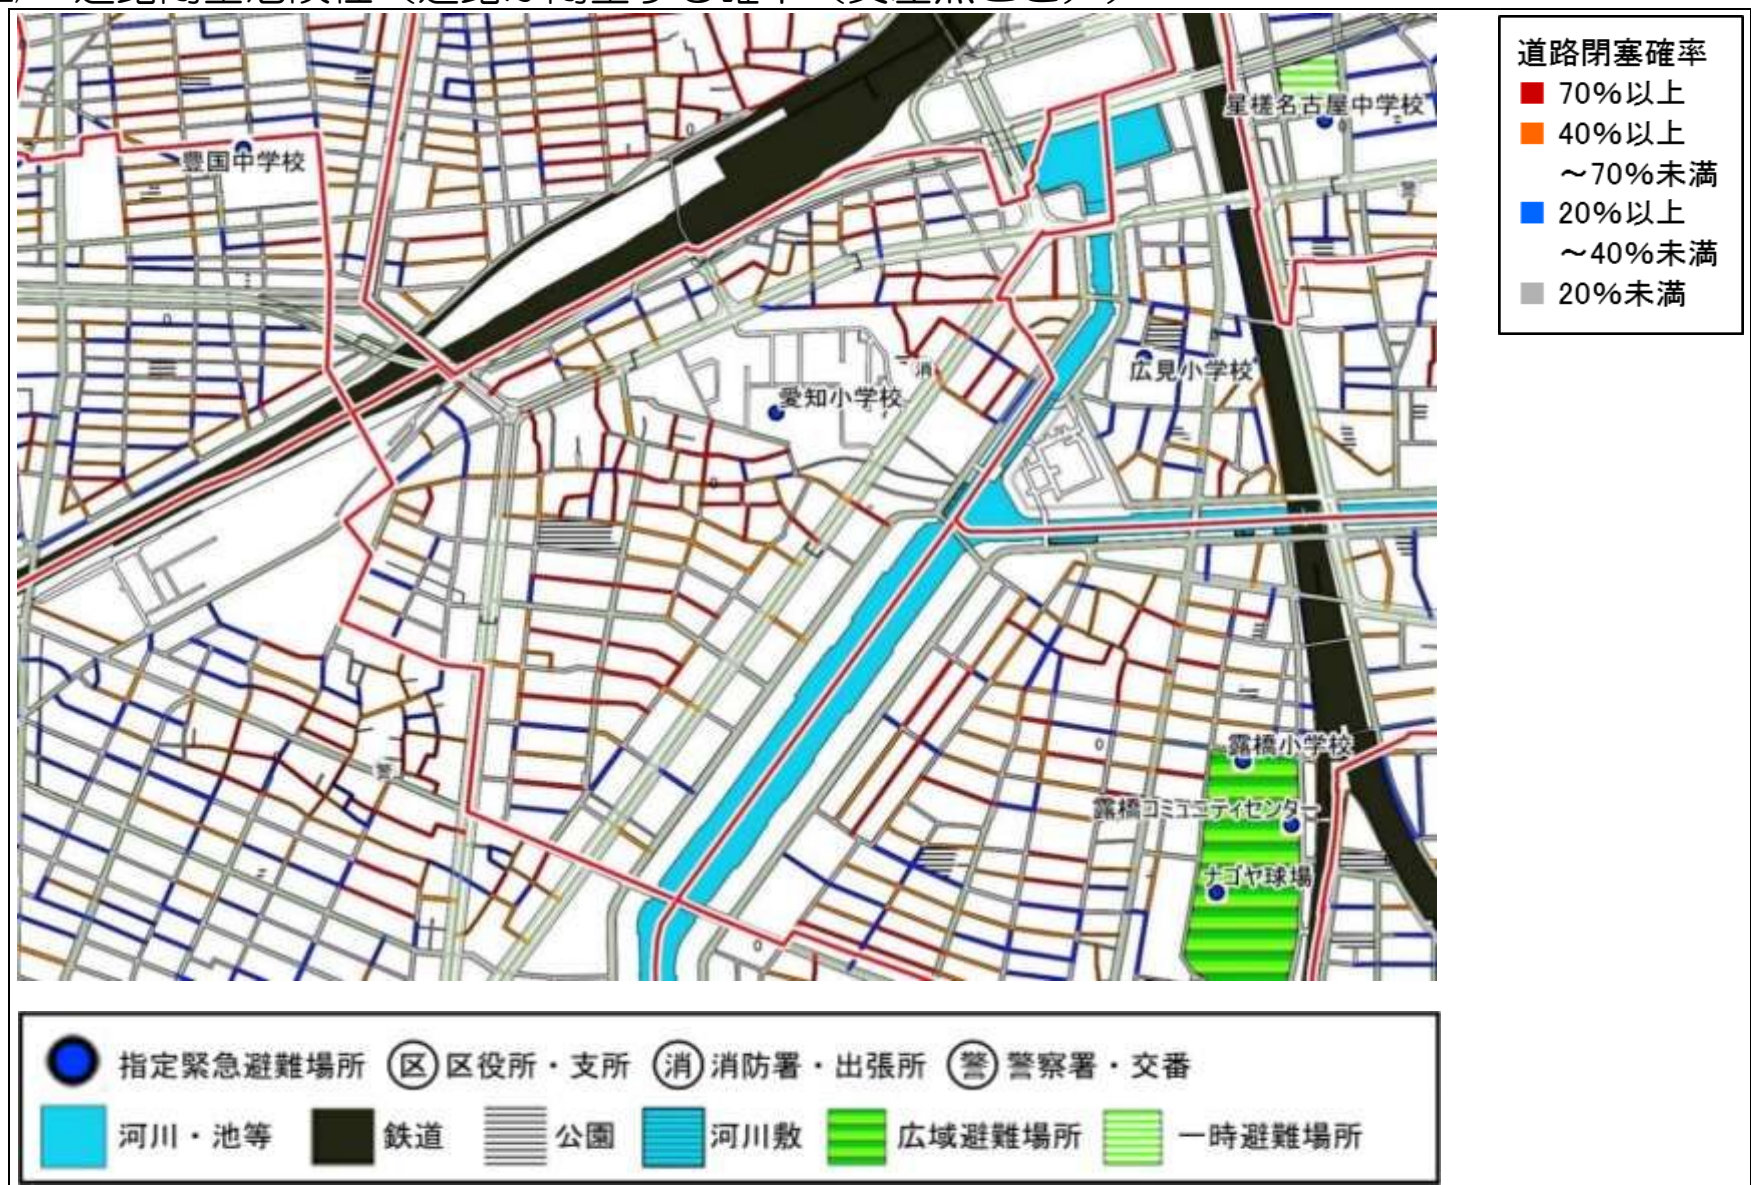 道路閉塞確率
70%以上
40%以上
～70%未満
20%以上
～40%未満
20%未満
星槎名古屋中学校
豊国中学校
広見小学校
消
愛知小学校
警
露橋小学校
露橋コミュニティセンター
ナゴヤ球場
指定緊急避難場所
区 区役所・支所
消 消防署・出張所
警 警察署・交番
河川・池等
鉄道
公園
河川敷
広域避難場所
一時避難場所